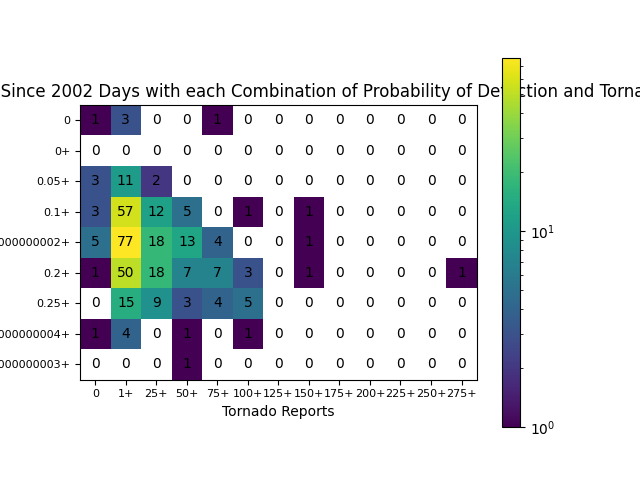 Since 2002 Days with each Combination of Probability of Detection and Torna
0 1 3 0 0 1 0 0 0 0 0 0 0 0
0+ 0 0 0 0 0 0 0 0 0 0 0 0 0
0.05+ 3 11 2 0 0 0 0 0 0 0 0 0 0
0.1+ 3 57 12 5 0 1 0 1 0 0 0 0 0
000000002+ 5 77 18 13 4 0 0 1 0 0 0 0 0
0.2+ 1 50 18 7 7 3 0 1 0 0 0 0 1
0.25+ 0 15 9 3 4 5 0 0 0 0 0 0 0
000000004+ 1 4 0 1 0 1 0 0 0 0 0 0 0
000000003+ 0 0 0 1 0 0 0 0 0 0 0 0 0
0 1+ 25+ 50+ 75+ 100+ 125+ 150+ 175+ 200+ 225+ 250+ 275+
Tornado Reports
10¹
10⁰